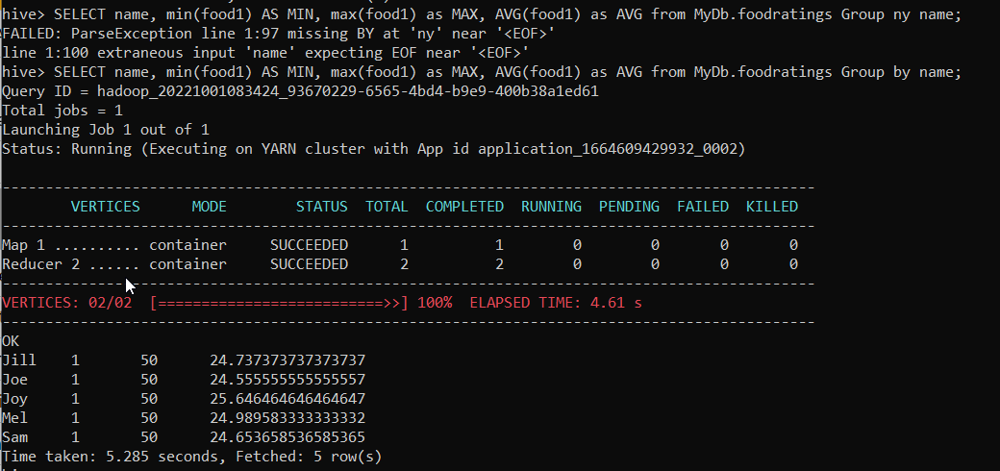 hive> SELECT name, min(food1) AS MIN, max(food1) as MAX, AVG(food1) as AVG from MyDb.foodratings Group ny name;
FAILED: ParseException line 1:97 missing BY at 'ny' near '<EOF>'
line 1:100 extraneous input 'name' expecting EOF near '<EOF>'
hive> SELECT name, min(food1) AS MIN, max(food1) as MAX, AVG(food1) as AVG from MyDb.foodratings Group by name;
Query ID = hadoop_20221001083424_93670229-6565-4bd4-b9e9-400b38a1ed61
Total jobs = 1
Launching Job 1 out of 1
Status: Running (Executing on YARN cluster with App id application_1664609429932_0002)
----------------------------------------------------------------------------------------------
VERTICES MODE STATUS TOTAL COMPLETED RUNNING PENDING FAILED KILLED
----------------------------------------------------------------------------------------------
Map 1 .......... container SUCCEEDED 1 1 0 0 0 0
Reducer 2 ...... container SUCCEEDED 2 2 0 0 0 0
----------------------------------------------------------------------------------------------
VERTICES: 02/02 [==========================>>] 100% ELAPSED TIME: 4.61 s
----------------------------------------------------------------------------------------------
OK
Jill 1 50 24.737373737373737
Joe 1 50 24.555555555555557
Joy 1 50 25.646464646464647
Mel 1 50 24.989583333333332
Sam 1 50 24.653658536585365
Time taken: 5.285 seconds, Fetched: 5 row(s)